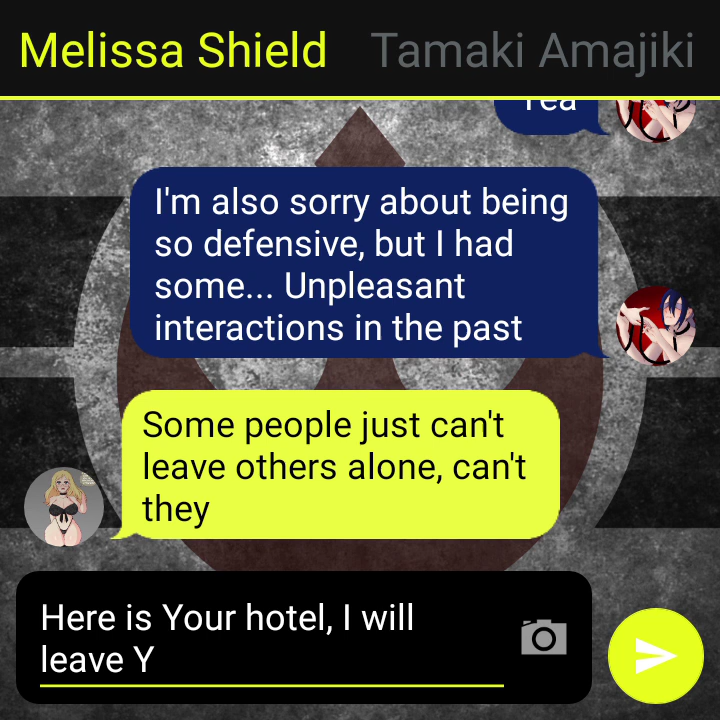 Melissa Shield Tamaki Amajiki
Yea
I'm also sorry about being
so defensive, but I had
some... Unpleasant
interactions in the past
Some people just can't
leave others alone, can't
they
Here is Your hotel, I will
leave Y